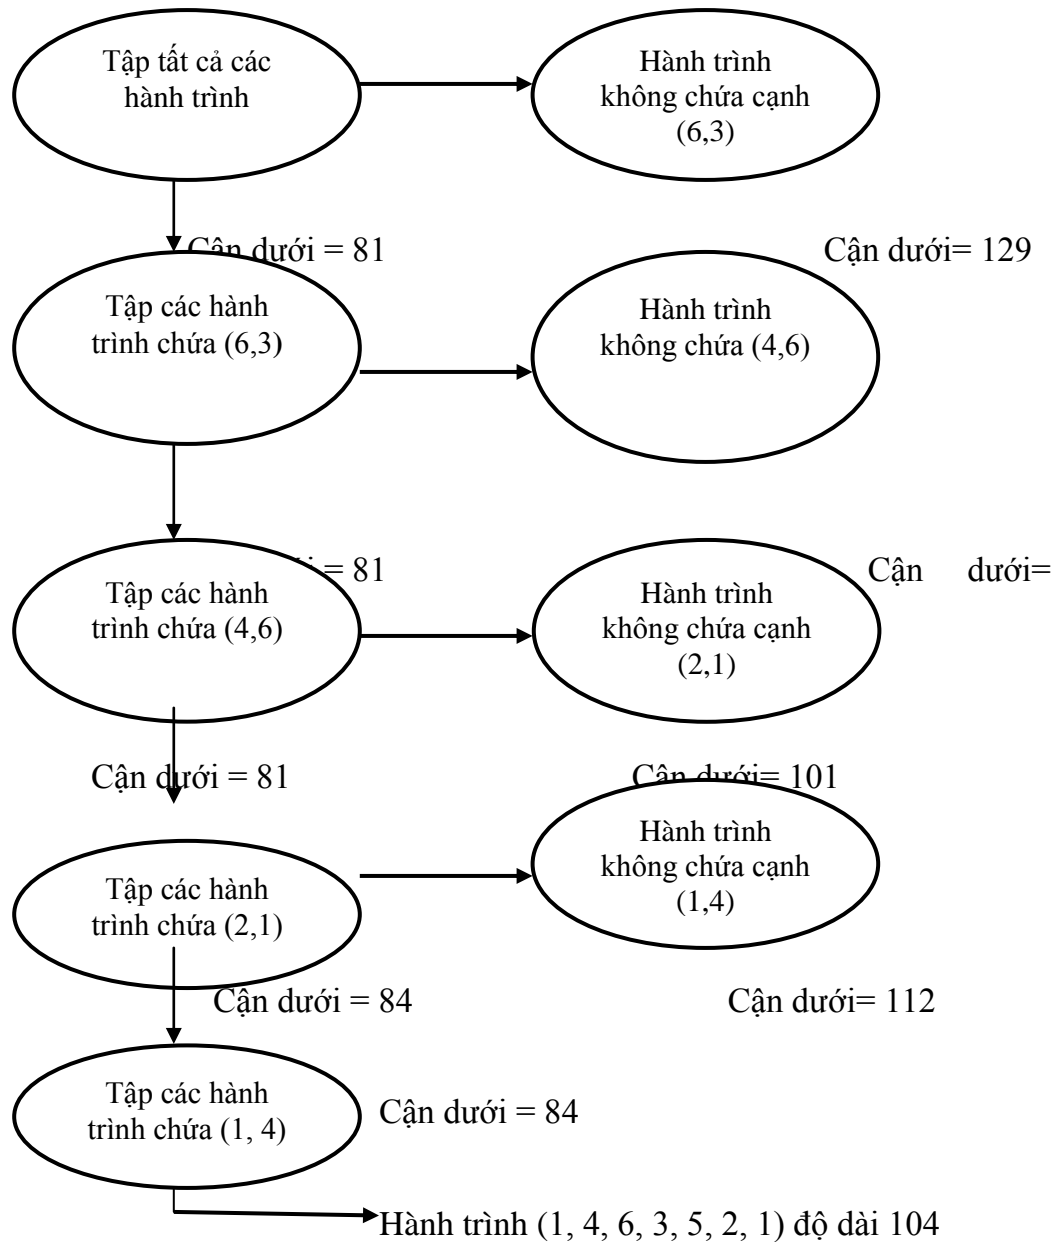 Tập tất cả các
hành trình
Hành trình
không chứa cạnh
(6,3)
Cận dưới = 81
Cận dưới= 129
Tập các hành
trình chứa (6,3)
Hành trình
không chứa (4,6)
= 81
Cận dưới=
Tập các hành
trình chứa (4,6)
Hành trình
không chứa cạnh
(2,1)
Cận dưới = 81
Cận dưới= 101
Tập các hành
trình chứa (2,1)
Hành trình
không chứa cạnh
(1,4)
Cận dưới = 84
Cận dưới= 112
Tập các hành
trình chứa (1, 4)
Cận dưới = 84
Hành trình (1, 4, 6, 3, 5, 2, 1) độ dài 104